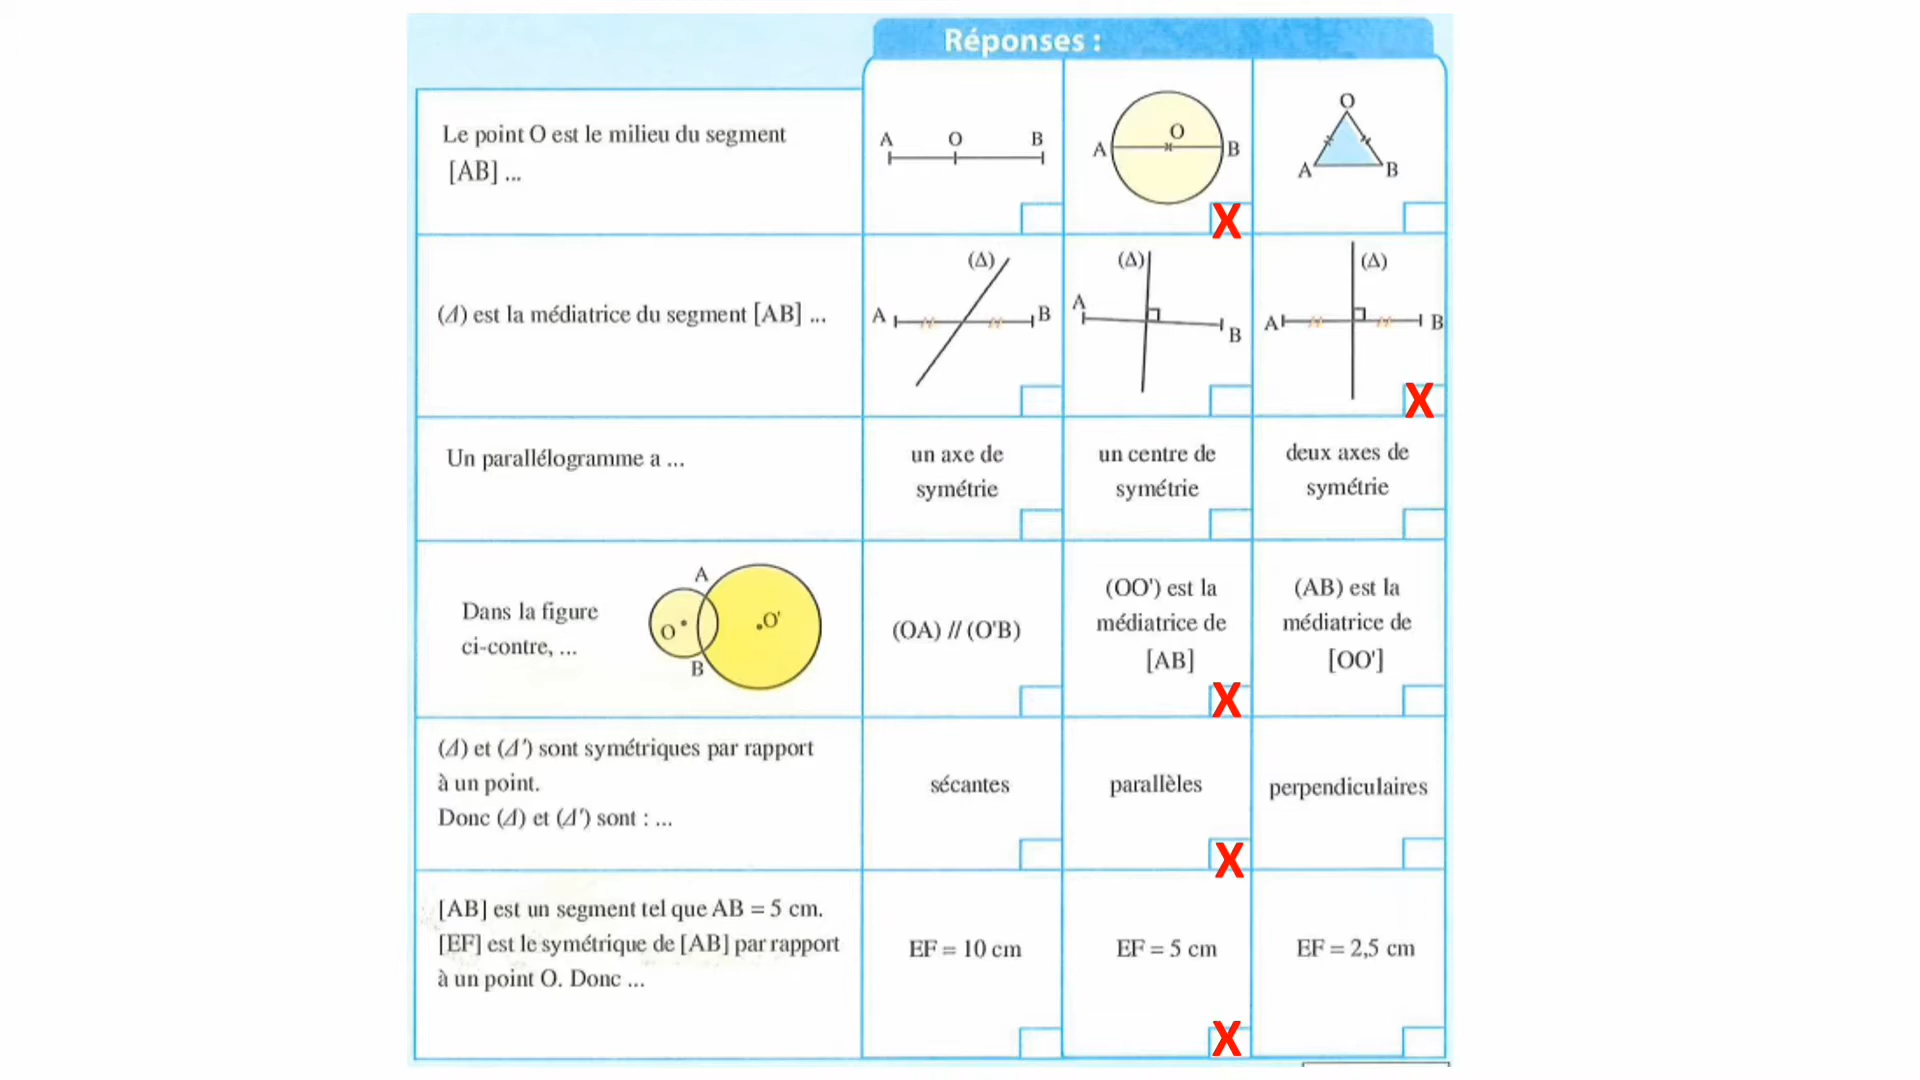 Réponses :
Le point O est le milieu du segment
[AB] ...
A O B
A O B
O
A B
X
(Δ) est la médiatrice du segment [AB] ...
(Δ)
A B
(Δ)
A
B
(Δ)
A B
X
Un parallélogramme a ...
un axe de
symétrie
un centre de
symétrie
deux axes de
symétrie
Dans la figure
ci-contre, ...
A
O O'
B
(OA) // (O'B)
(OO') est la
médiatrice de
[AB]
(AB) est la
médiatrice de
[OO']
X
(Δ) et (Δ') sont symétriques par rapport
à un point.
Donc (Δ) et (Δ') sont : ...
sécantes
parallèles
perpendiculaires
X
[AB] est un segment tel que AB = 5 cm.
[EF] est le symétrique de [AB] par rapport
à un point O. Donc ...
EF = 10 cm
EF = 5 cm
EF = 2,5 cm
X